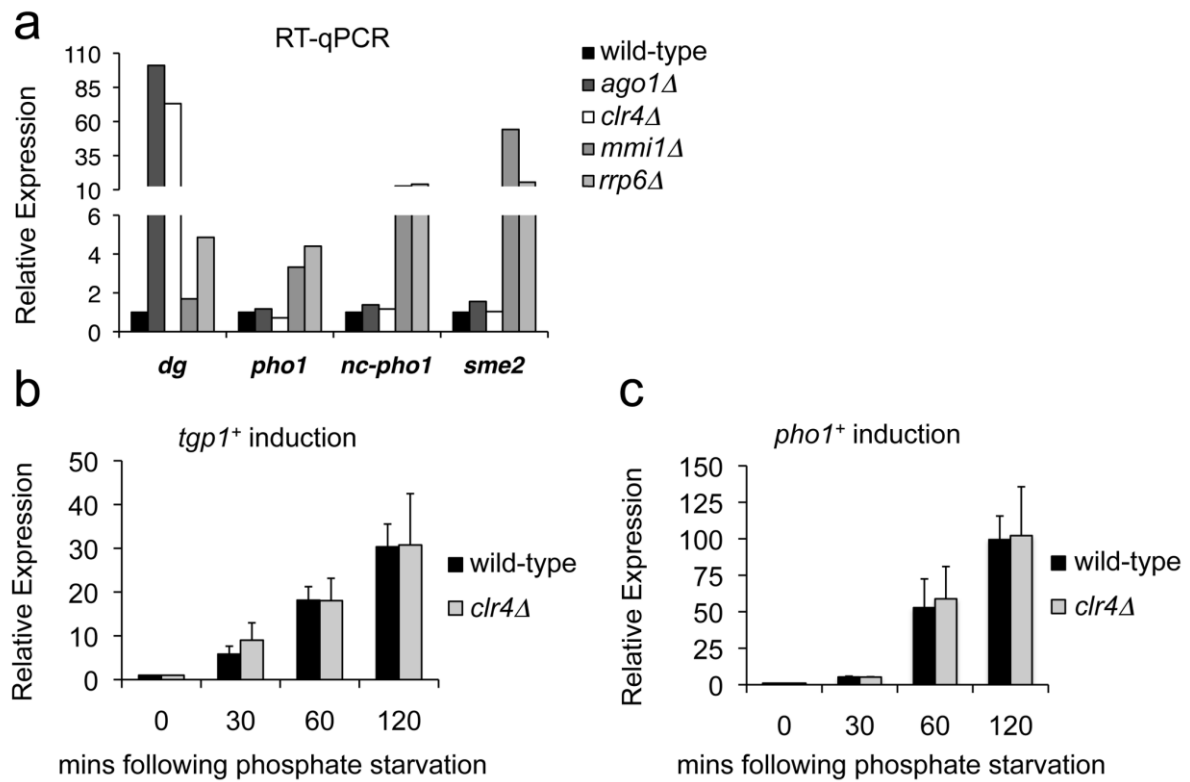 a
RT-qPCR
Relative Expression
110
85
60
35
10
6
4
2
0
dg pho1 nc-pho1 sme2
wild-type
ago1Δ
clr4Δ
mmi1Δ
rrp6Δ
b
tgp1+ induction
Relative Expression
50
40
30
20
10
0
0 30 60 120
mins following phosphate starvation
wild-type
clr4Δ
c
pho1+ induction
Relative Expression
150
125
100
75
50
25
0
0 30 60 120
mins following phosphate starvation
wild-type
clr4Δ